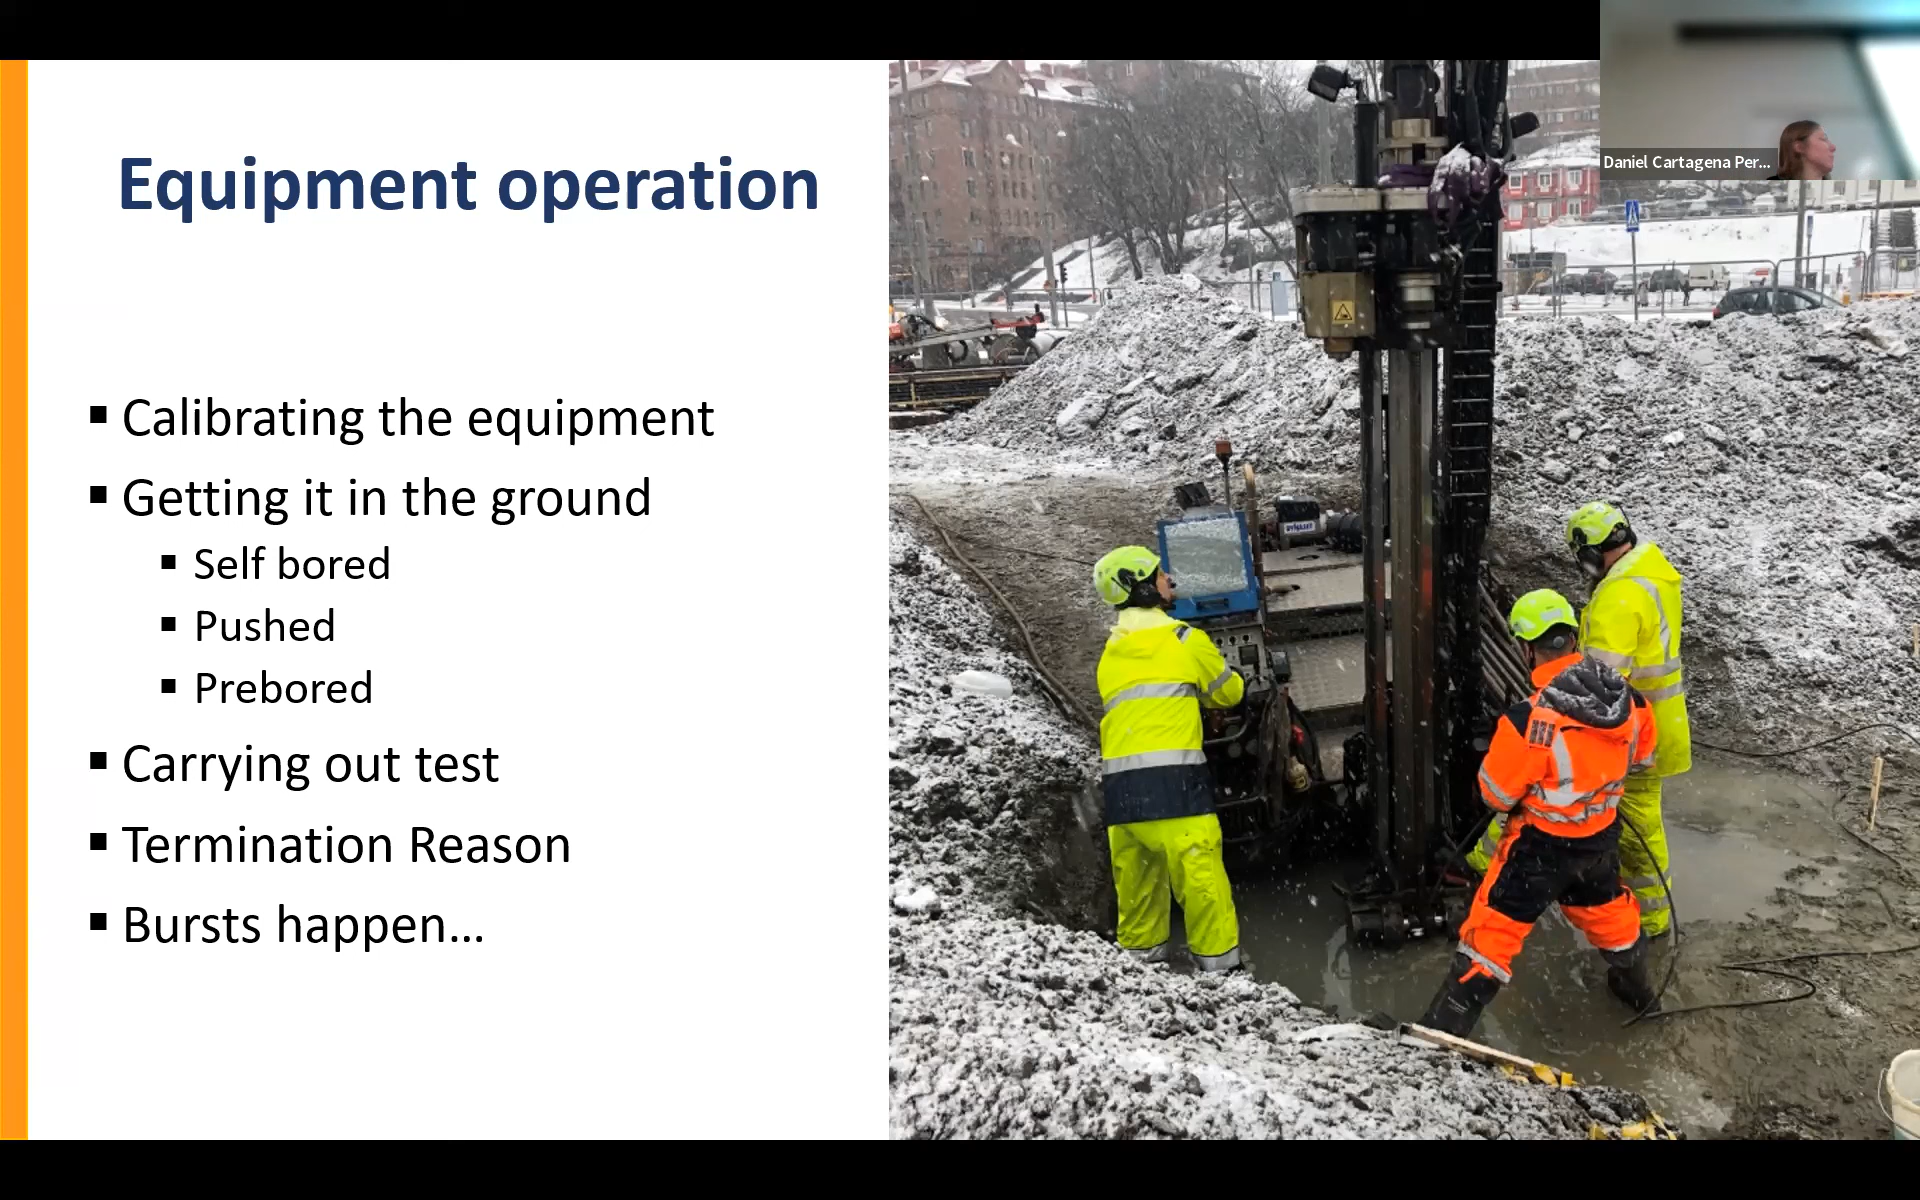 Equipment operation
Calibrating the equipment
Getting it in the ground
Self bored
Pushed
Prebored
Carrying out test
Termination Reason
Bursts happen...
Daniel Cartagena Per...
DYNASET